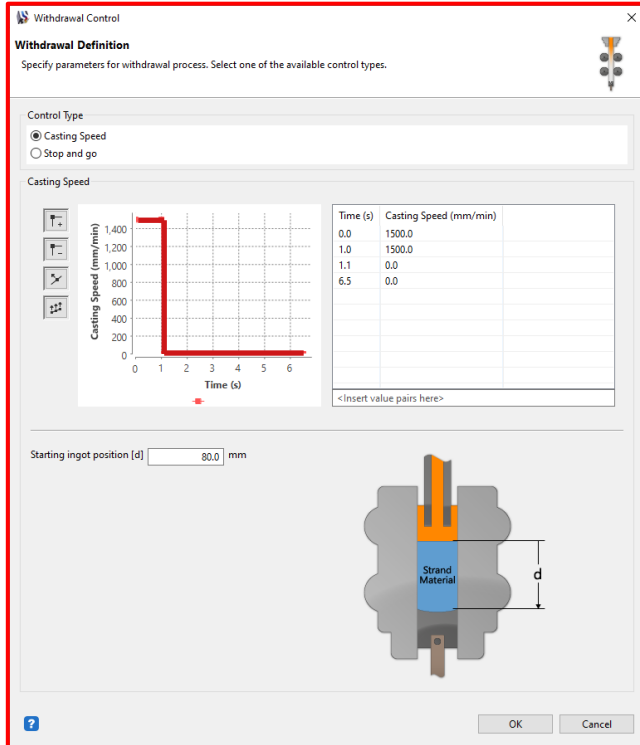 Withdrawal Control
Withdrawal Definition
Specify parameters for withdrawal process. Select one of the available control types.
Control Type
Casting Speed
Stop and go
Casting Speed
Casting Speed (mm/min)
1,400
1,200
1,000
800
600
400
200
0
0 1 2 3 4 5 6
Time (s)
Time (s) Casting Speed (mm/min)
0.0 1500.0
1.0 1500.0
1.1 0.0
6.5 0.0
<Insert value pairs here>
Starting ingot position [d] 80.0 mm
Strand
Material
d
?
OK Cancel